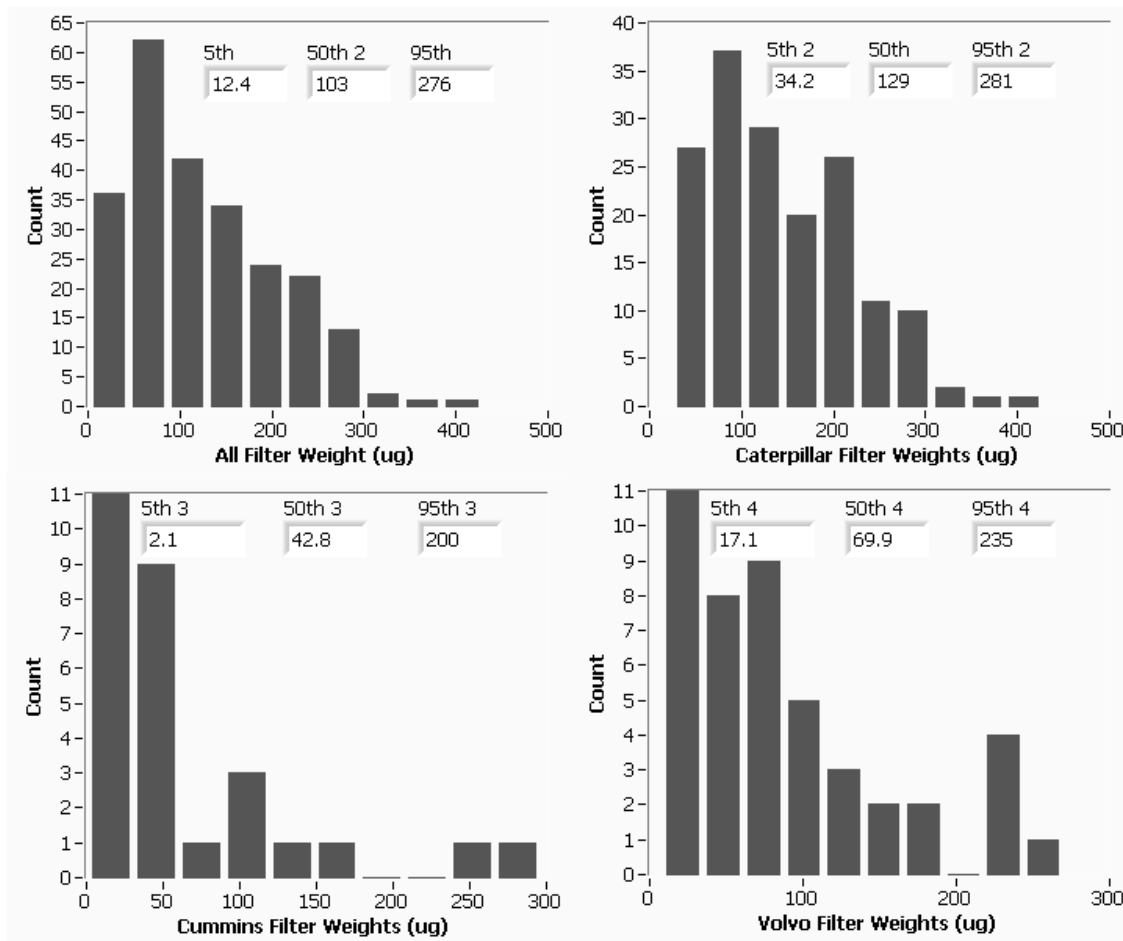 65
60
55
50
45
40
35
30
25
20
15
10
5
0
Count
5th 50th 2 95th
12.4 103 276
0 100 200 300 400 500
All Filter Weight (ug)
40
35
30
25
20
15
10
5
0
Count
5th 2 50th 95th 2
34.2 129 281
0 100 200 300 400 500
Caterpillar Filter Weights (ug)
11
10
9
8
7
6
5
4
3
2
1
0
Count
5th 3 50th 3 95th 3
2.1 42.8 200
0 50 100 150 200 250 300
Cummins Filter Weights (ug)
11
10
9
8
7
6
5
4
3
2
1
0
Count
5th 4 50th 4 95th 4
17.1 69.9 235
0 100 200 300
Volvo Filter Weights (ug)